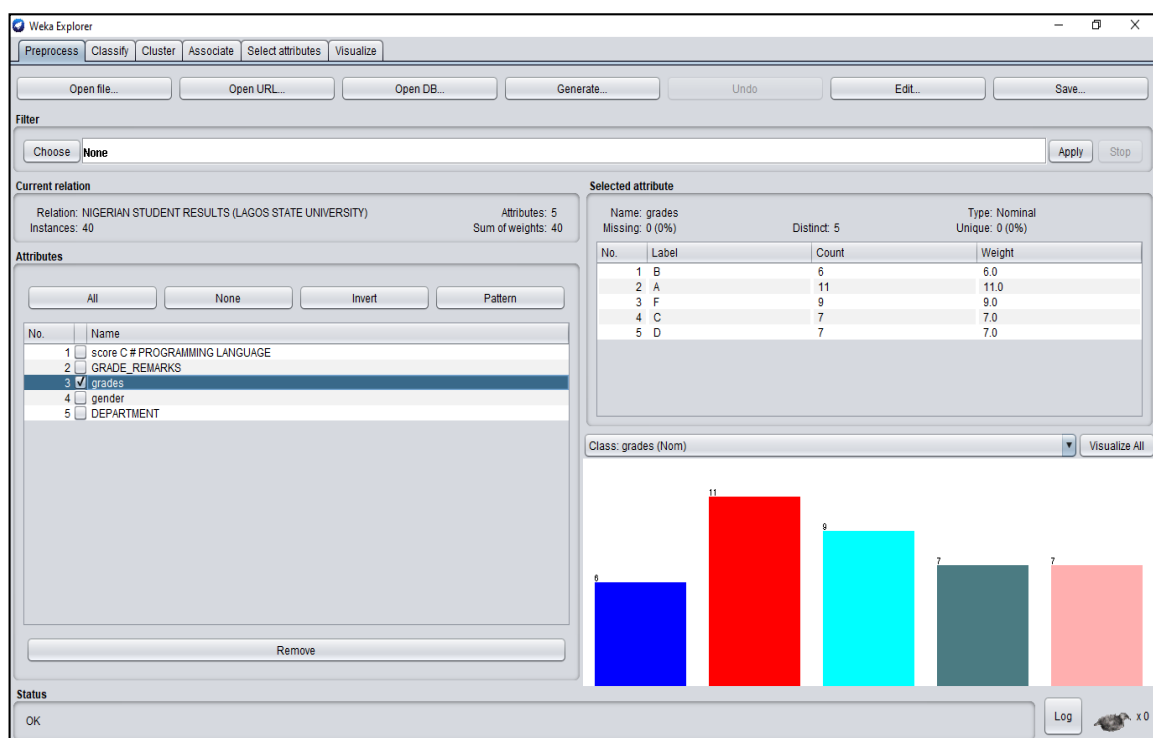 Weka Explorer
Preprocess Classify Cluster Associate Select attributes Visualize
Open file... Open URL... Open DB... Generate... Undo Edit... Save...
Filter
Choose None Apply Stop
Current relation
Relation: NIGERIAN STUDENT RESULTS (LAGOS STATE UNIVERSITY) Attributes: 5
Instances: 40 Sum of weights: 40
Attributes
All None Invert Pattern
No. Name
1 score C # PROGRAMMING LANGUAGE
2 GRADE_REMARKS
3 grades
4 gender
5 DEPARTMENT
Remove
Selected attribute
Name: grades Type: Nominal
Missing: 0 (0%) Distinct: 5 Unique: 0 (0%)
No. Label Count Weight
1 B 6 6.0
2 A 11 11.0
3 F 9 9.0
4 C 7 7.0
5 D 7 7.0
Class: grades (Nom) Visualize All
6 11 9 7 7
Status
OK Log x 0